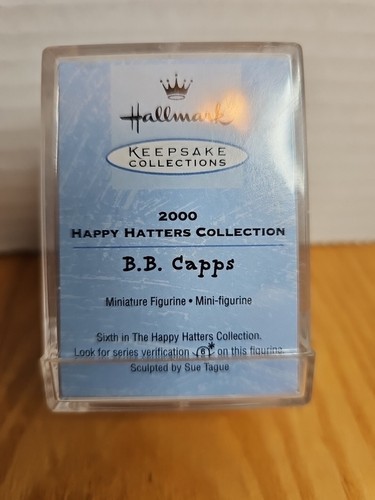 Hallmark
KEEPSAKE
COLLECTIONS
2000
HAPPY HATTERS COLLECTION
B.B. Capps
Miniature Figurine • Mini-figurine
Sixth in The Happy Hatters Collection.
Look for series verification 6 on this figurine.
Sculpted by Sue Tague